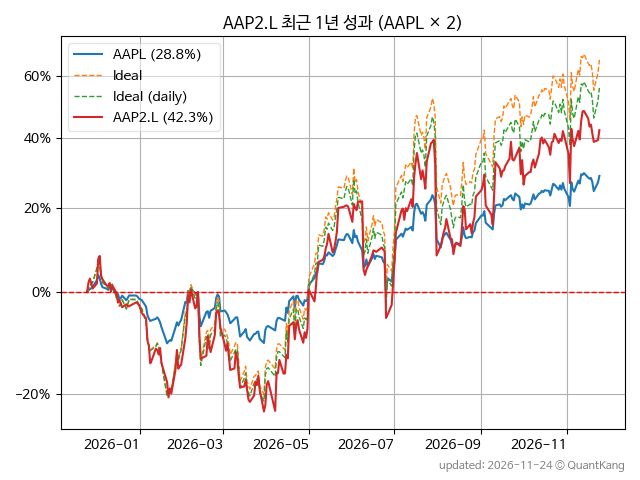 AAP2.L 최근 1년 성과 (AAPL × 2)
AAPL (28.8%)
Ideal
Ideal (daily)
AAP2.L (42.3%)
60%
40%
20%
0%
−20%
2026-01
2026-03
2026-05
2026-07
2026-09
2026-11
updated: 2026-11-24 © QuantKang